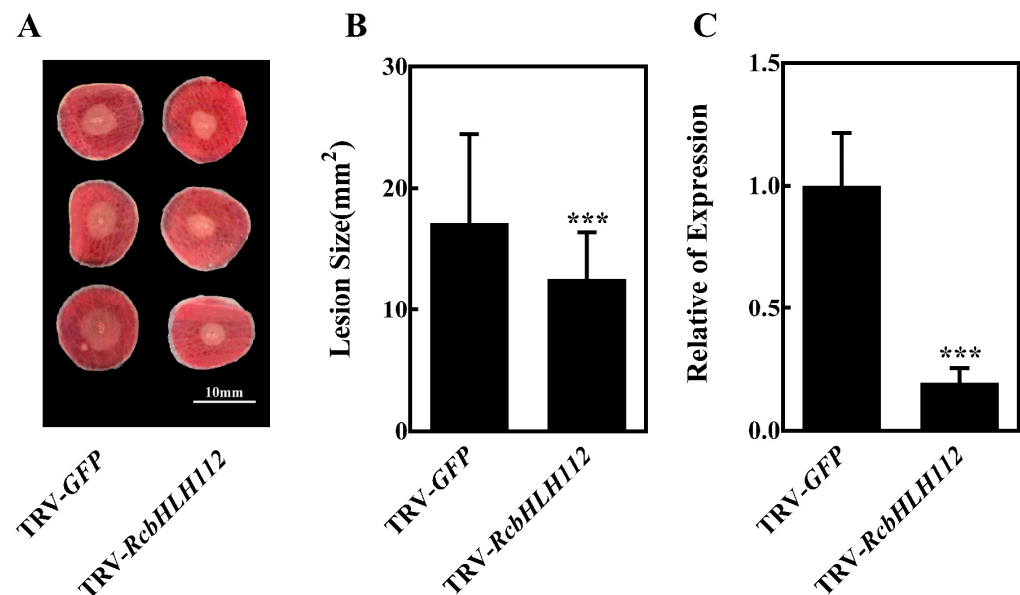 A
10mm
TRV-GFP
TRV-RcbHLH112
B
Lesion Size(mm²)
30
20
10
0
***
TRV-GFP
TRV-RcbHLH112
C
Relative of Expression
1.5
1.0
0.5
0.0
***
TRV-GFP
TRV-RcbHLH112